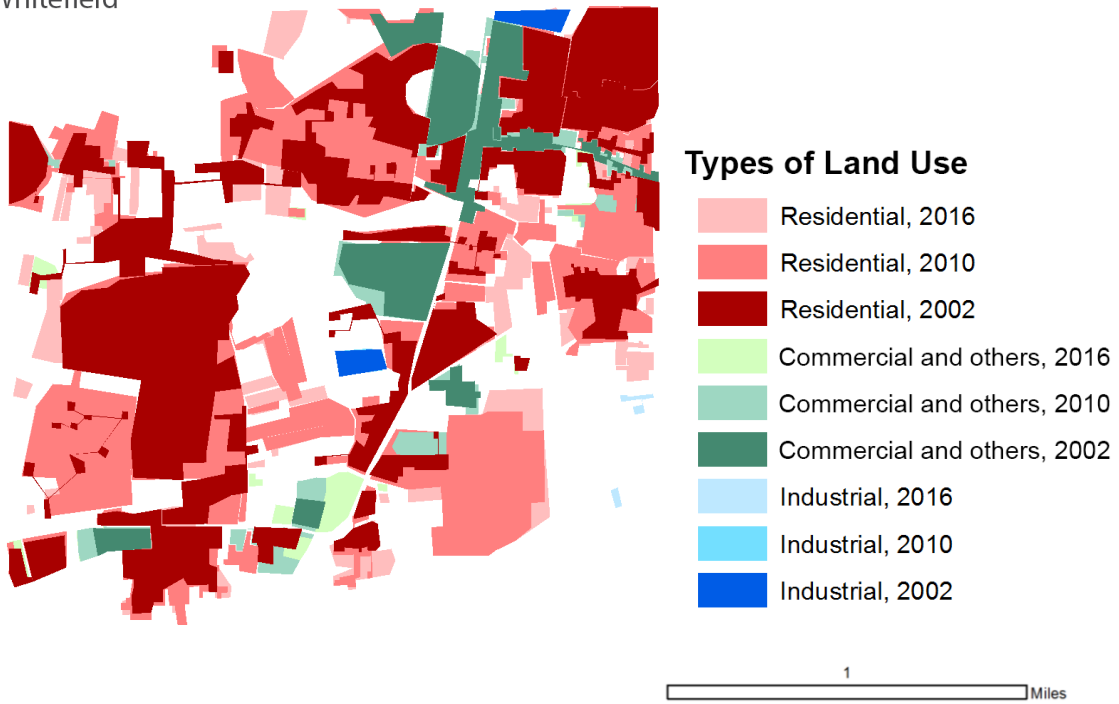 Whitefield
Types of Land Use
Residential, 2016
Residential, 2010
Residential, 2002
Commercial and others, 2016
Commercial and others, 2010
Commercial and others, 2002
Industrial, 2016
Industrial, 2010
Industrial, 2002
1
Miles